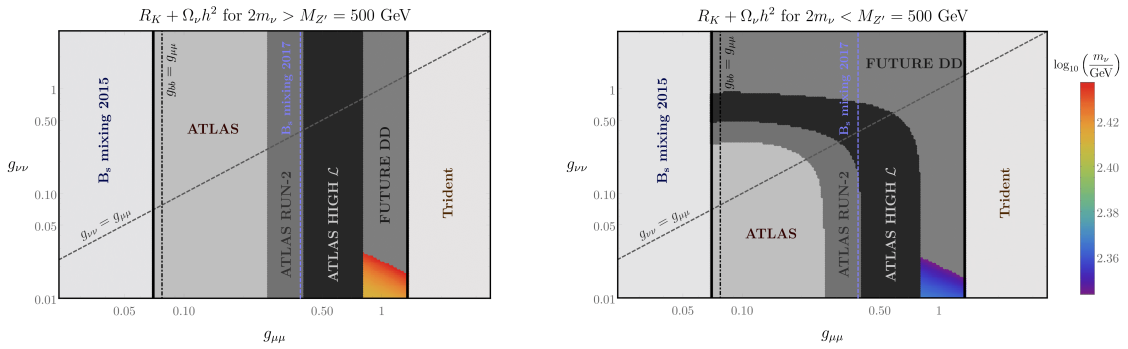 R_K + Ω_ν h² for 2m_ν > M_Z′ = 500 GeV
B_s mixing 2015
g_bb = g_μμ
ATLAS
B_s mixing 2017
ATLAS RUN-2
ATLAS HIGH ℒ
FUTURE DD
Trident
g_νν = g_μμ
g_νν
1
0.50
0.10
0.05
0.01
0.05
0.10
0.50
1
g_μμ
R_K + Ω_ν h² for 2m_ν < M_Z′ = 500 GeV
B_s mixing 2015
g_bb = g_μμ
B_s mixing 2017
FUTURE DD
ATLAS
ATLAS RUN-2
ATLAS HIGH ℒ
Trident
g_νν = g_μμ
g_νν
1
0.50
0.10
0.05
0.01
0.05
0.10
0.50
1
g_μμ
log₁₀ (m_ν/GeV)
2.42
2.40
2.38
2.36